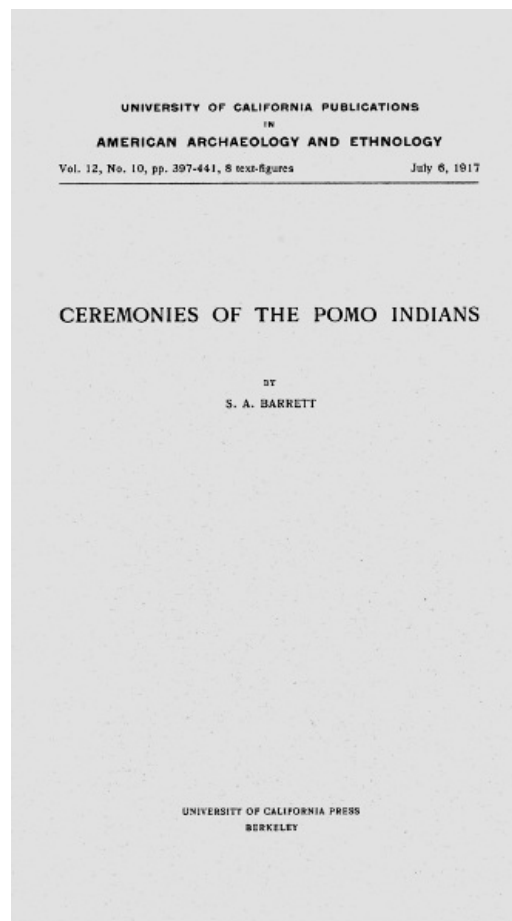 UNIVERSITY OF CALIFORNIA PUBLICATIONS
IN
AMERICAN ARCHAEOLOGY AND ETHNOLOGY
Vol. 12, No. 10, pp. 397-441, 8 text-figures July 6, 1917
CEREMONIES OF THE POMO INDIANS
BY
S. A. BARRETT
UNIVERSITY OF CALIFORNIA PRESS
BERKELEY